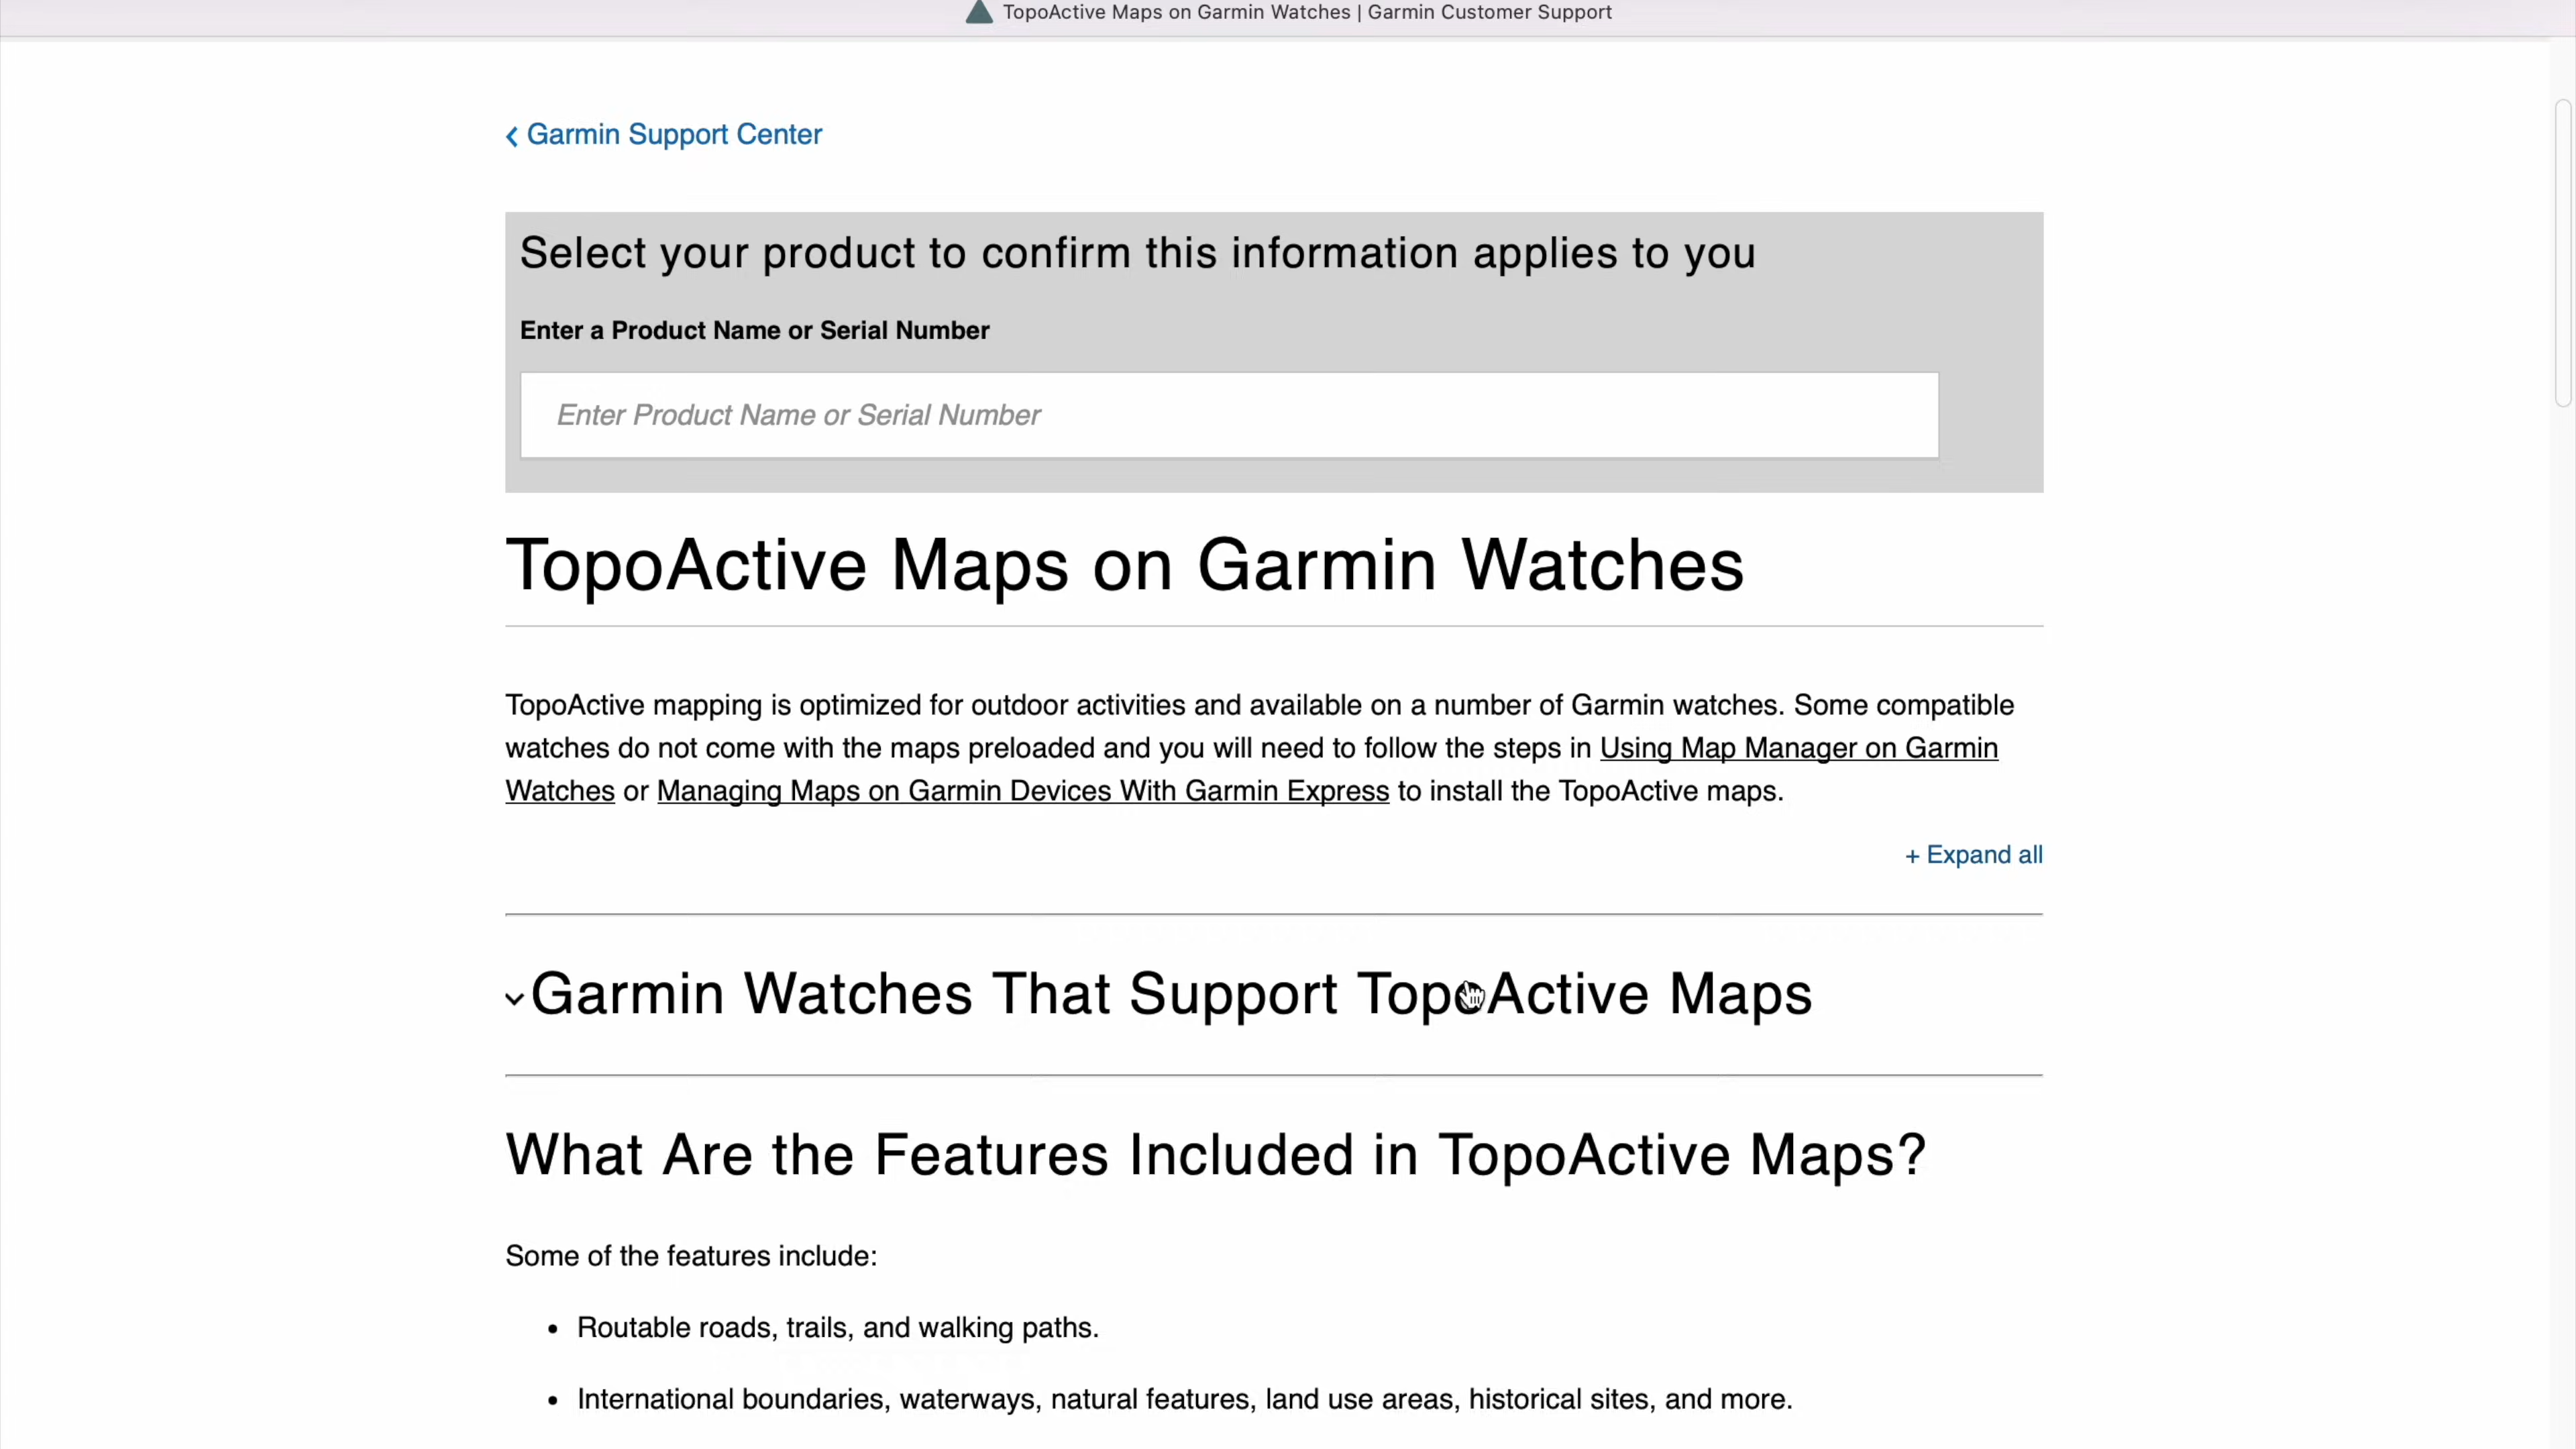 TopoActive Maps on Garmin Watches | Garmin Customer Support
Garmin Support Center
Select your product to confirm this information applies to you
Enter a Product Name or Serial Number
Enter Product Name or Serial Number
TopoActive Maps on Garmin Watches
TopoActive mapping is optimized for outdoor activities and available on a number of Garmin watches. Some compatible
watches do not come with the maps preloaded and you will need to follow the steps in Using Map Manager on Garmin
Watches or Managing Maps on Garmin Devices With Garmin Express to install the TopoActive maps.
+ Expand all
Garmin Watches That Support TopoActive Maps
What Are the Features Included in TopoActive Maps?
Some of the features include:
• Routable roads, trails, and walking paths.
• International boundaries, waterways, natural features, land use areas, historical sites, and more.